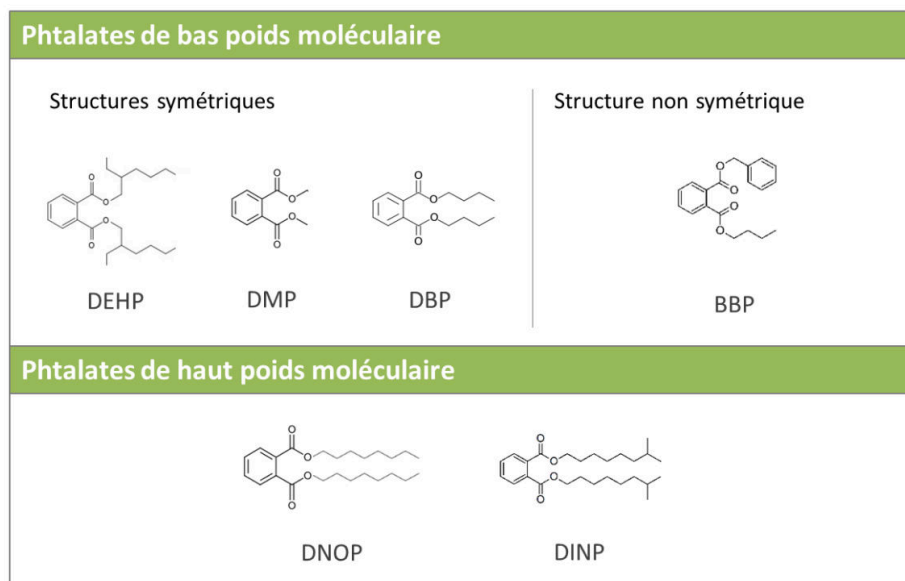 Phtalates de bas poids moléculaire
Structures symétriques
Structure non symétrique
O
O
O
O
DEHP
O
O
O
O
DMP
O
O
O
O
DBP
O
O
O
O
BBP
Phtalates de haut poids moléculaire
O
O
O
O
DNOP
O
O
O
O
DINP